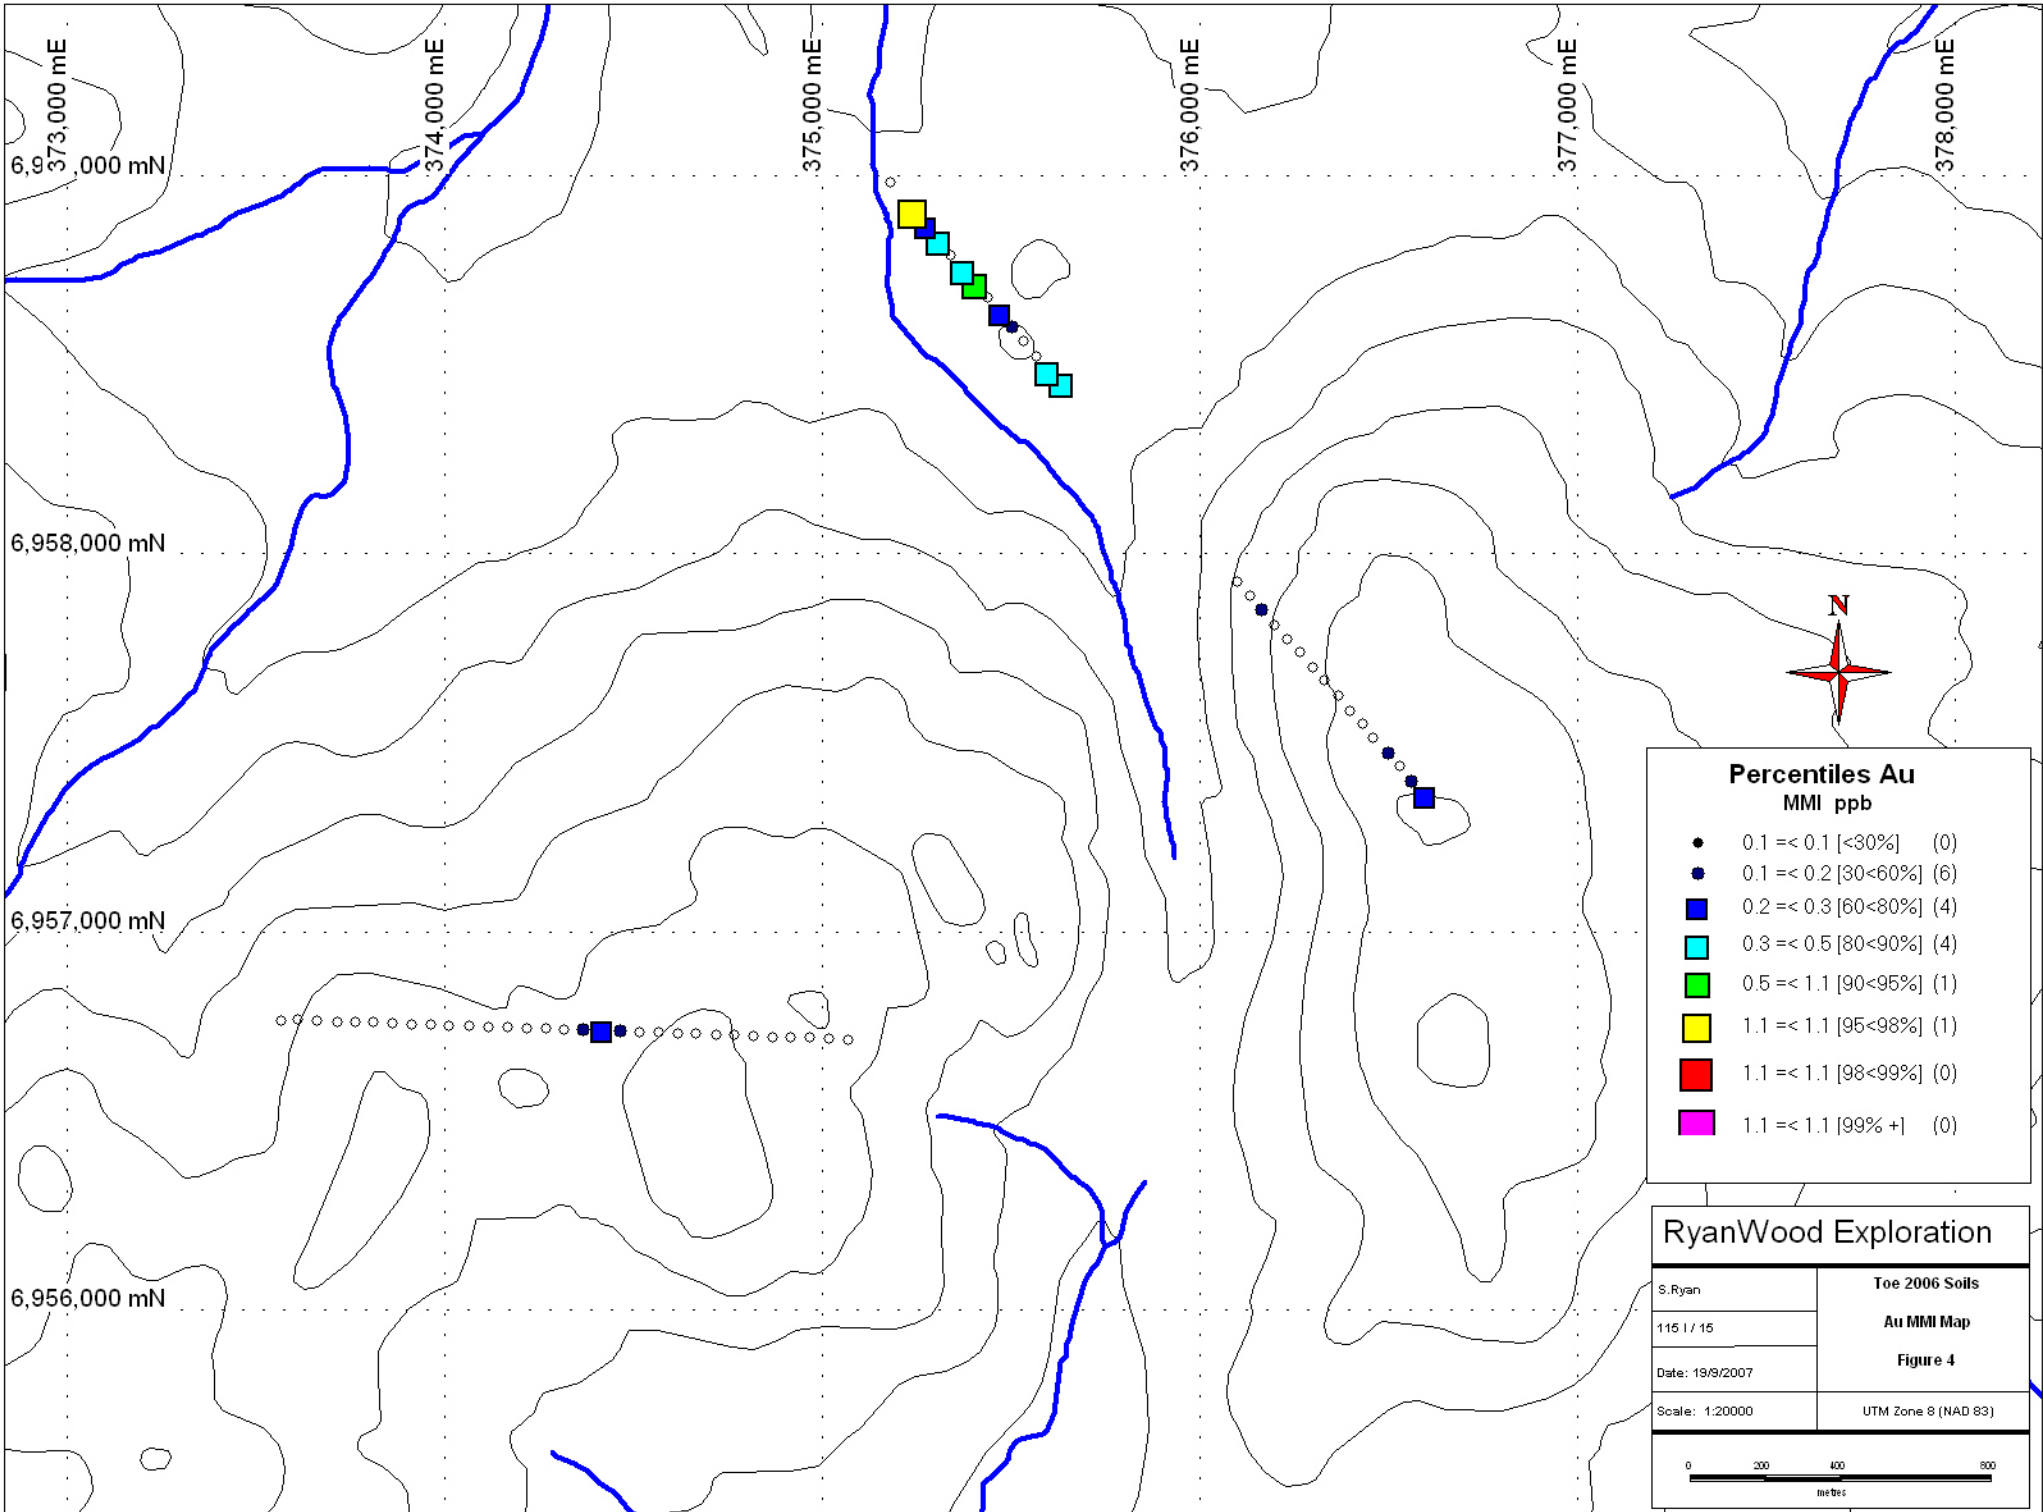 373,000 mE
374,000 mE
375,000 mE
376,000 mE
377,000 mE
378,000 mE
6,958,000 mN
6,957,000 mN
6,956,000 mN
N
Percentiles Au
MMI ppb
0.1 =< 0.1 [<30%] (0)
0.1 =< 0.2 [30<60%] (6)
0.2 =< 0.3 [60<80%] (4)
0.3 =< 0.5 [80<90%] (4)
0.5 =< 1.1 [90<95%] (1)
1.1 =< 1.1 [95<98%] (1)
1.1 =< 1.1 [98<99%] (0)
1.1 =< 1.1 [99% +] (0)
RyanWood Exploration
S.Ryan
Toe 2006 Soils
115 I / 15
Au MMI Map
Figure 4
Date: 19/9/2007
Scale: 1:20000
UTM Zone 8 (NAD 83)
0 200 400 800
metres